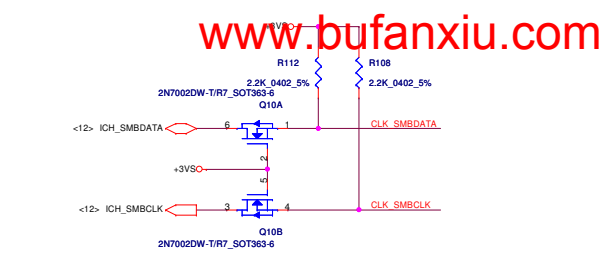 www.bufanxiu.com
+3VS
R112
R108
2.2K_0402_5%
2.2K_0402_5%
2N7002DW-T/R7_SOT363-6
Q10A
<12> ICH_SMBDATA
6
1
CLK_SMBDATA
2
+3VS
5
<12> ICH_SMBCLK
3
4
CLK_SMBCLK
Q10B
2N7002DW-T/R7_SOT363-6